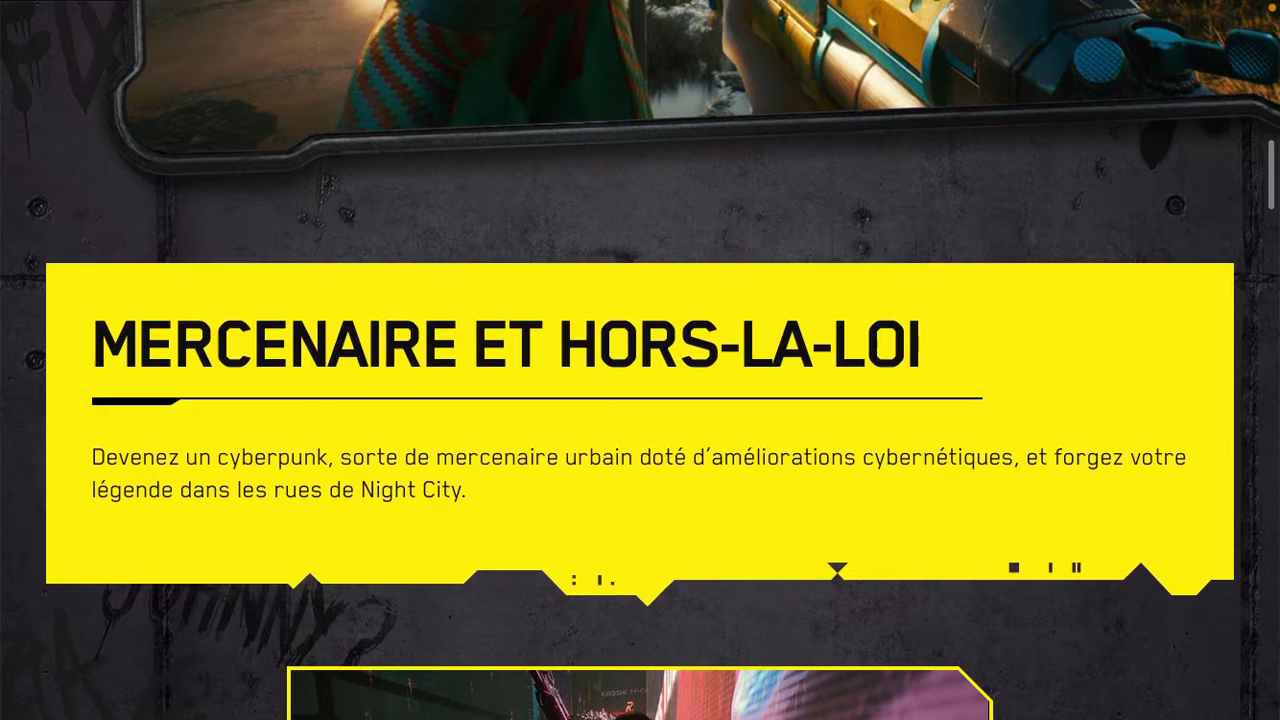 MERCENAIRE ET HORS-LA-LOI
Devenez un cyberpunk, sorte de mercenaire urbain doté d’améliorations cybernétiques, et forgez votre
légende dans les rues de Night City.
JOHNNY?